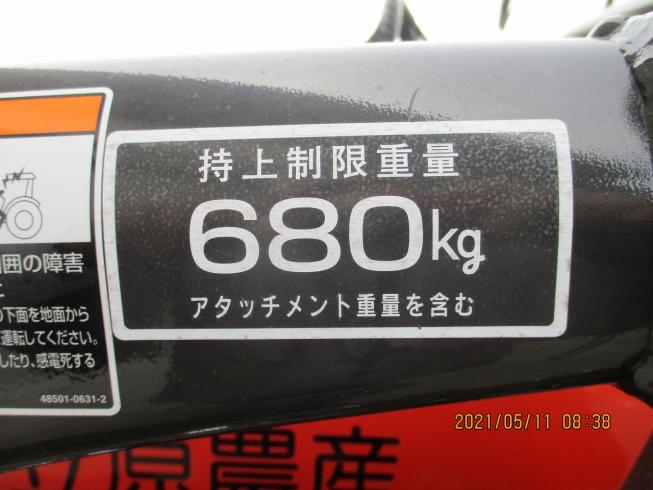 持上制限重量
680kg
アタッチメント重量を含む
囲の障害
の下面を地面から
運転してください。
したり、感電死する
48501-0631-2
2021/05/11 08:38
原農産